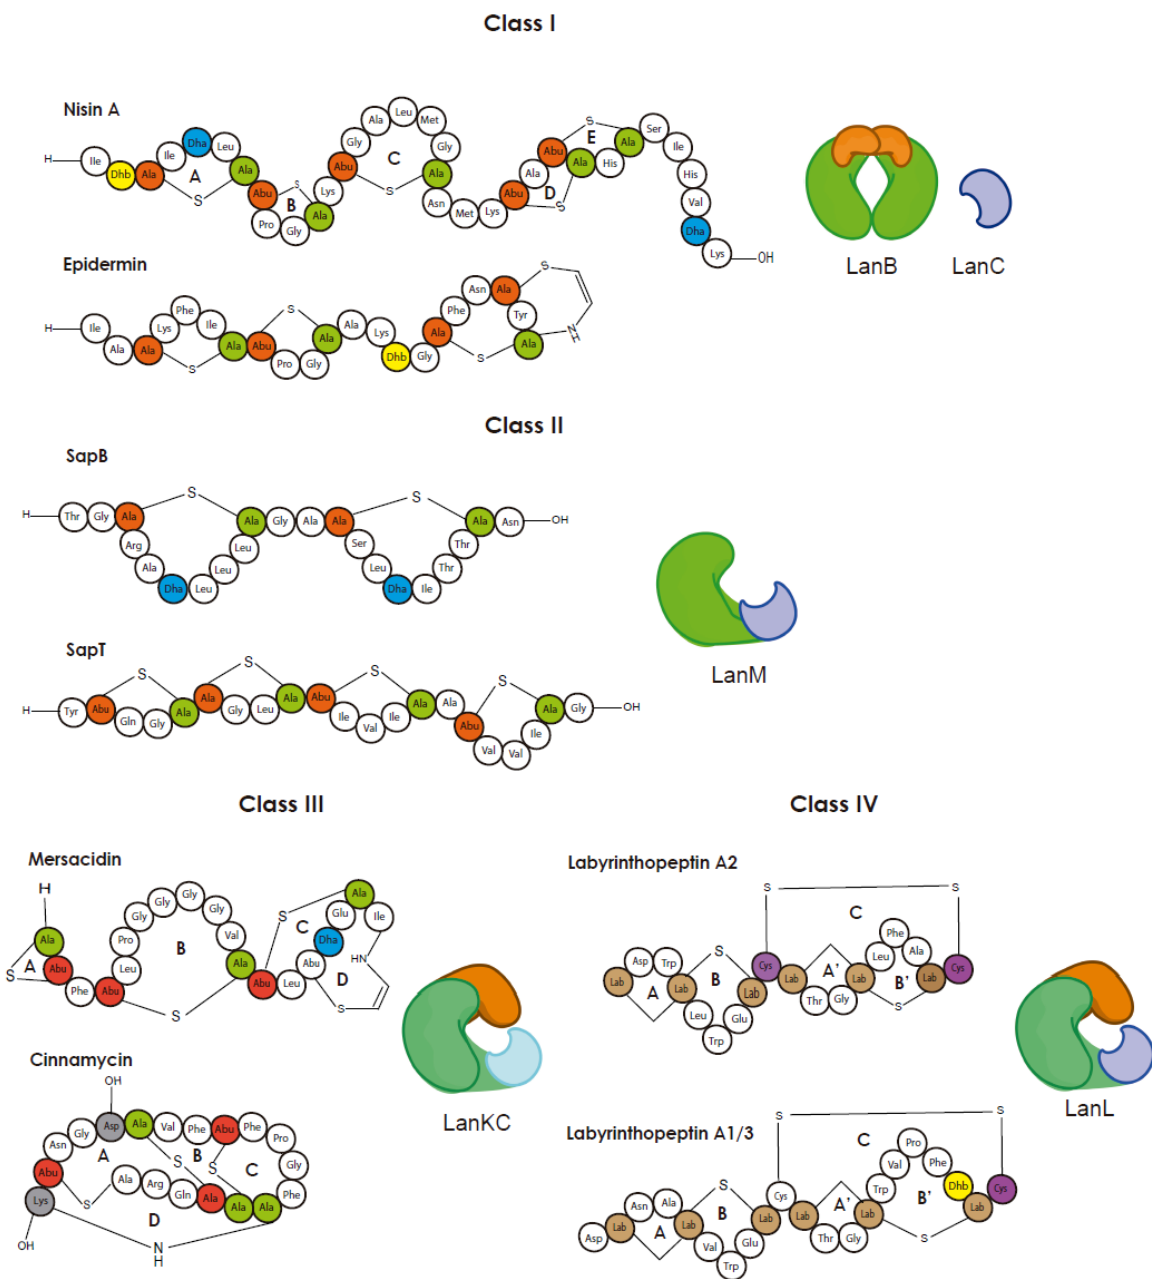 Class I
Nisin A
H Ile Dhb Ala Ile Dha Leu Ala Abu Pro Gly Ala Lys Abu Gly Ala Leu Met Gly Ala Asn Met Lys Abu Ala Abu Ala His Ala Ser Ile His Val Dha Lys OH
A S B S C S D S E S
LanB LanC
Epidermin
H Ile Ala Ala Lys Phe Ile Ala Abu Pro Gly Ala Ala Lys Dhb Gly Ala Phe Asn Ala Tyr Ala
S S S S N H
Class II
SapB
H Thr Gly Ala Arg Ala Dha Leu Leu Leu Ala Gly Ala Ala Ser Leu Dha Ile Thr Thr Ala Asn OH
S S
LanM
SapT
H Tyr Abu Gln Gly Ala Ala Gly Leu Ala Abu Ile Val Ile Ala Ala Abu Val Val Ile Ala Gly OH
S S S S
Class III
Mersacidin
H Ala Abu Phe Abu Leu Pro Gly Gly Gly Gly Val Ala Abu Leu Abu Dha Glu Ala Ile
S A B S S C D HN S
LanKC
Cinnamycin
OH
Lys Abu Asn Gly Asp Ala Val Phe Abu Phe Pro Gly Phe Ala Ala Ala Gln Arg Ala
A B C D S S S
OH
N
H
Class IV
Labyrinthopeptin A2
S S
Lab Asp Trp Lab Leu Trp Glu Lab Cys Lab Thr Gly Lab Leu Phe Ala Lab Cys
A B S C A' B' S
LanL
Labyrinthopeptin A1/3
S S
Asp Lab Asn Ala Lab Val Trp Glu Lab Cys Lab Thr Gly Lab Trp Val Pro Phe Dhb Lab Cys
A B S C A' B' S